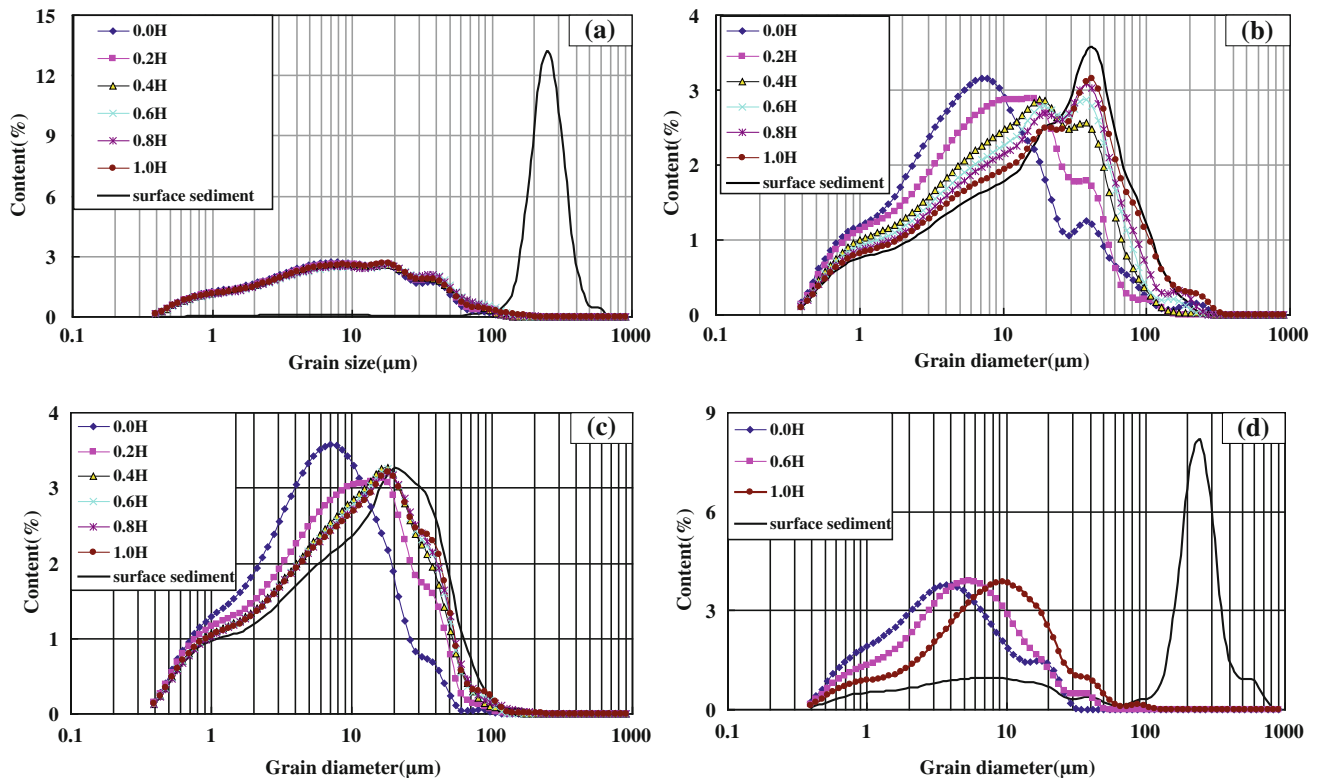 15
12
9
6
3
0
Content(%)
0.0H
0.2H
0.4H
0.6H
0.8H
1.0H
surface sediment
(a)
0.1
1
10
100
1000
Grain size(μm)
4
3
2
1
0
Content(%)
0.0H
0.2H
0.4H
0.6H
0.8H
1.0H
surface sediment
(b)
0.1
1
10
100
1000
Grain diameter(μm)
4
3
2
1
0
Content(%)
0.0H
0.2H
0.4H
0.6H
0.8H
1.0H
surface sediment
(c)
0.1
1
10
100
1000
Grain diameter(μm)
9
6
3
0
Content(%)
0.0H
0.6H
1.0H
surface sediment
(d)
0.1
1
10
100
1000
Grain diameter(μm)